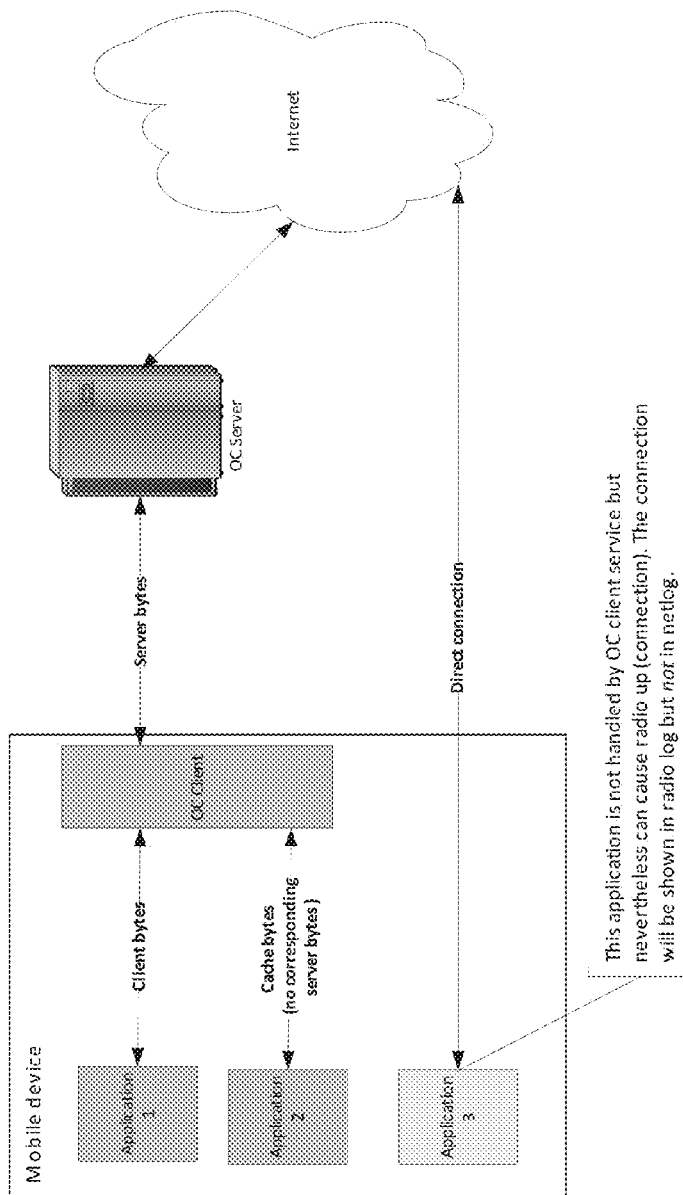 Mobile device
Application
1
Application
2
Application
3
Client bytes
Cache bytes
(no corresponding
server bytes)
OC Client
Server bytes
Direct connection
OC Server
Internet
This application is not handled by OC client service but
nevertheless can cause radio up (connection). The connection
will be shown in radio log but not in netlog.